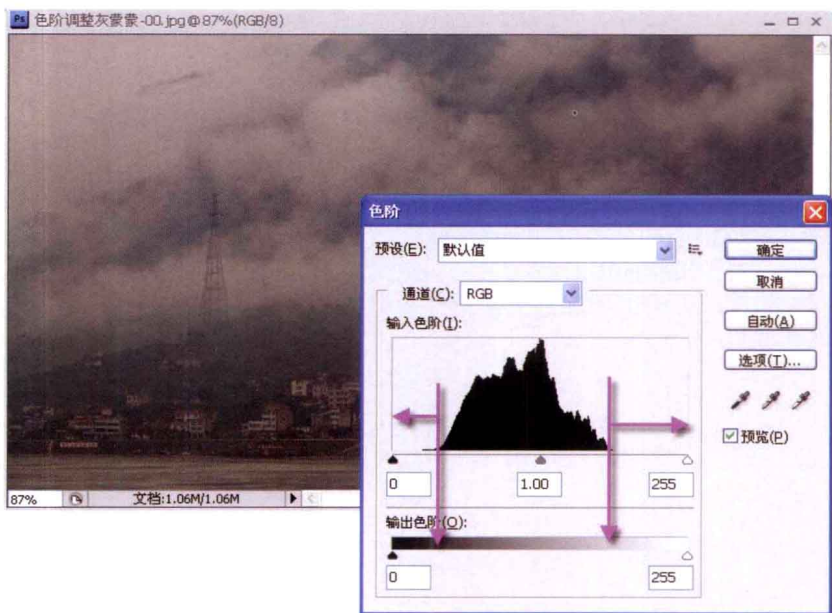 Ps 色阶调整灰蒙蒙-00.jpg@87%(RGB/8)
色阶
预设(E): 默认值
确定
取消
通道(C): RGB
自动(A)
输入色阶(I):
选项(T)...
预览(P)
0 1.00 255
87% 文档:1.06M/1.06M
输出色阶(O):
0 255